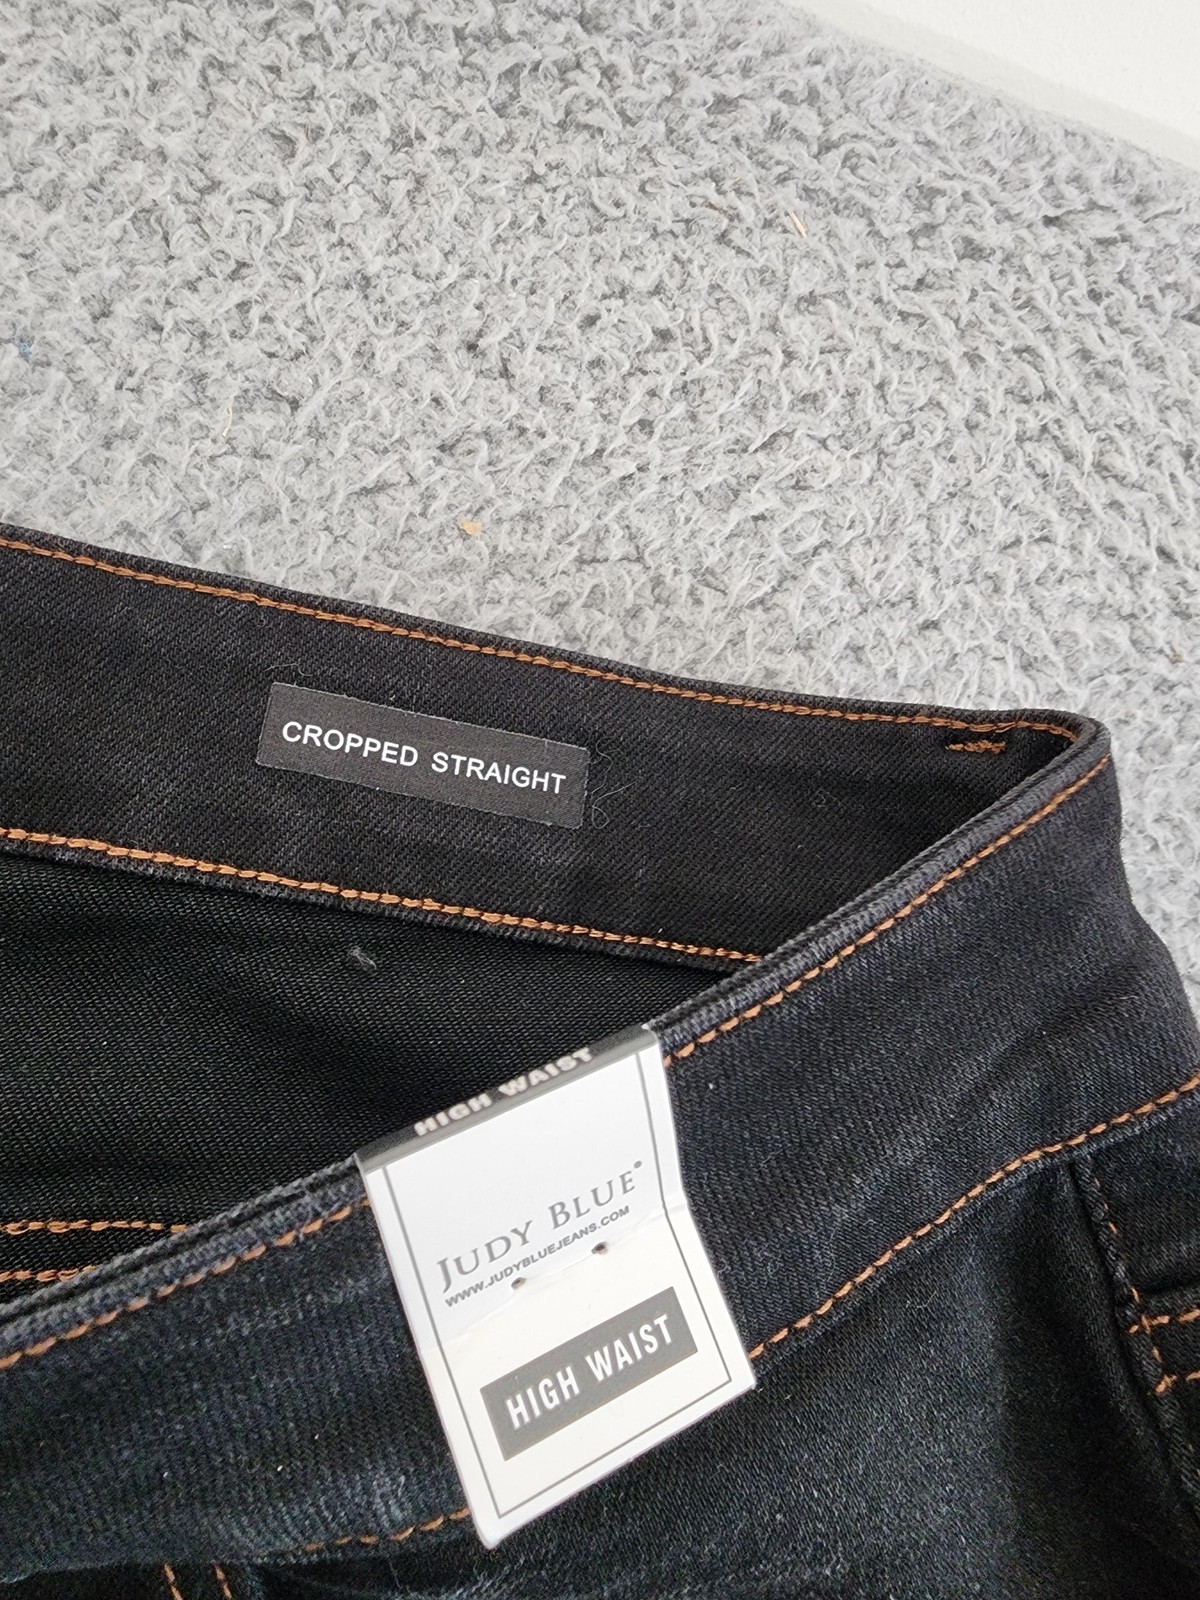 CROPPED STRAIGHT
HIGH WAIST
JUDY BLUE®
WWW.JUDYBLUEJEANS.COM
HIGH WAIST